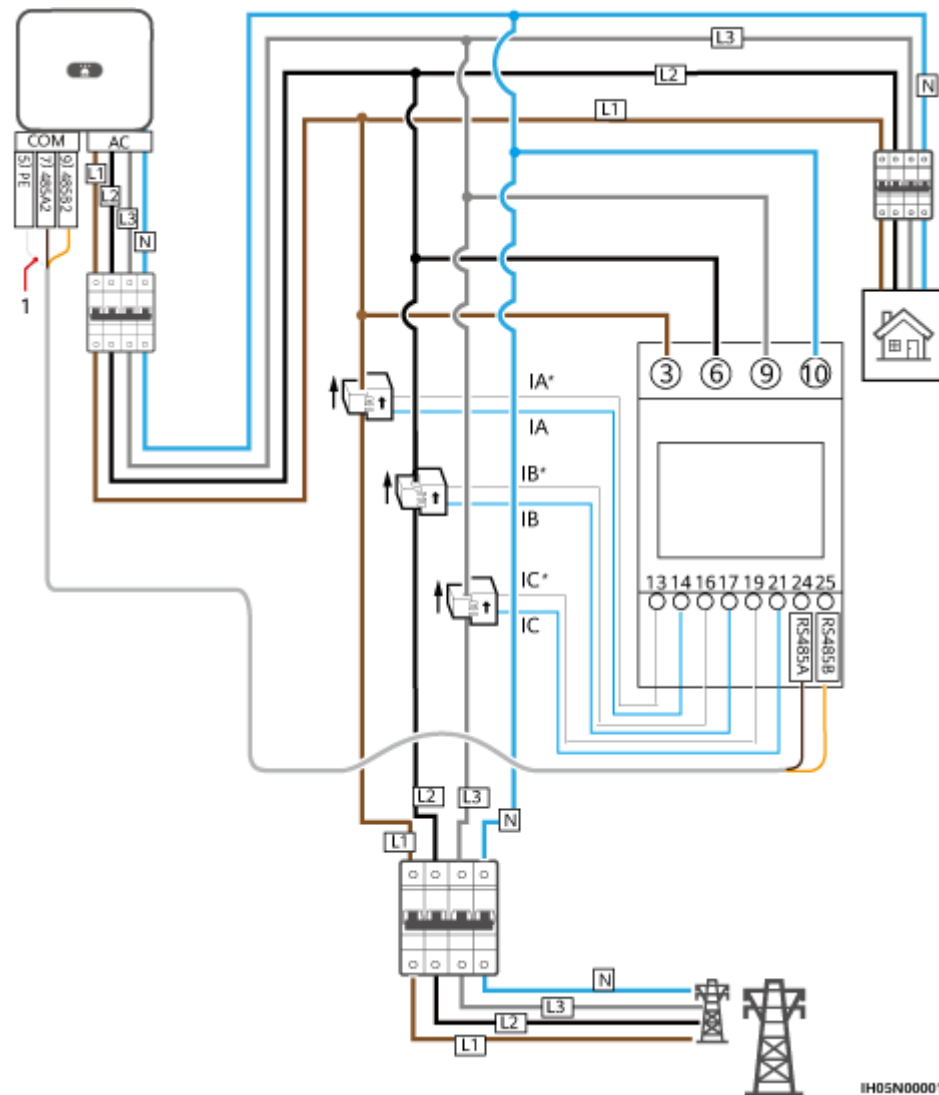 L3
L2
N
L1
COM
AC
5) PE
7) 485A2
9) 485B2
L1
L2
L3
N
1
3
6
9
10
IA*
IA
IB*
IB
IC*
IC
13 14 16 17 19 21 24 25
RS485A
RS485B
L2
L3
N
L1
N
L3
L2
L1
IH05N00001